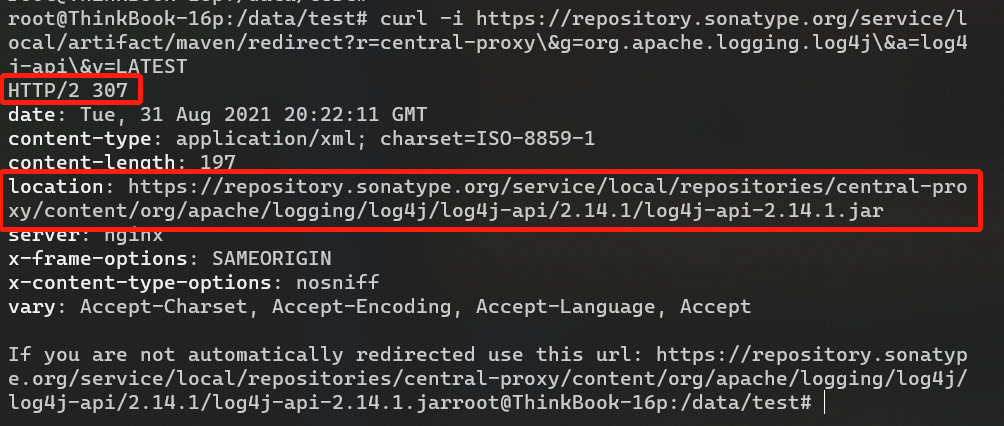 root@ThinkBook-16p:/data/test# curl -i https://repository.sonatype.org/service/l
ocal/artifact/maven/redirect?r=central-proxy\&g=org.apache.logging.log4j\&a=log4
j-api\&v=LATEST
HTTP/2 307
date: Tue, 31 Aug 2021 20:22:11 GMT
content-type: application/xml; charset=ISO-8859-1
content-length: 197
location: https://repository.sonatype.org/service/local/repositories/central-pro
xy/content/org/apache/logging/log4j/log4j-api/2.14.1/log4j-api-2.14.1.jar
server: nginx
x-frame-options: SAMEORIGIN
x-content-type-options: nosniff
vary: Accept-Charset, Accept-Encoding, Accept-Language, Accept
If you are not automatically redirected use this url: https://repository.sonatyp
e.org/service/local/repositories/central-proxy/content/org/apache/logging/log4j/
log4j-api/2.14.1/log4j-api-2.14.1.jarroot@ThinkBook-16p:/data/test#